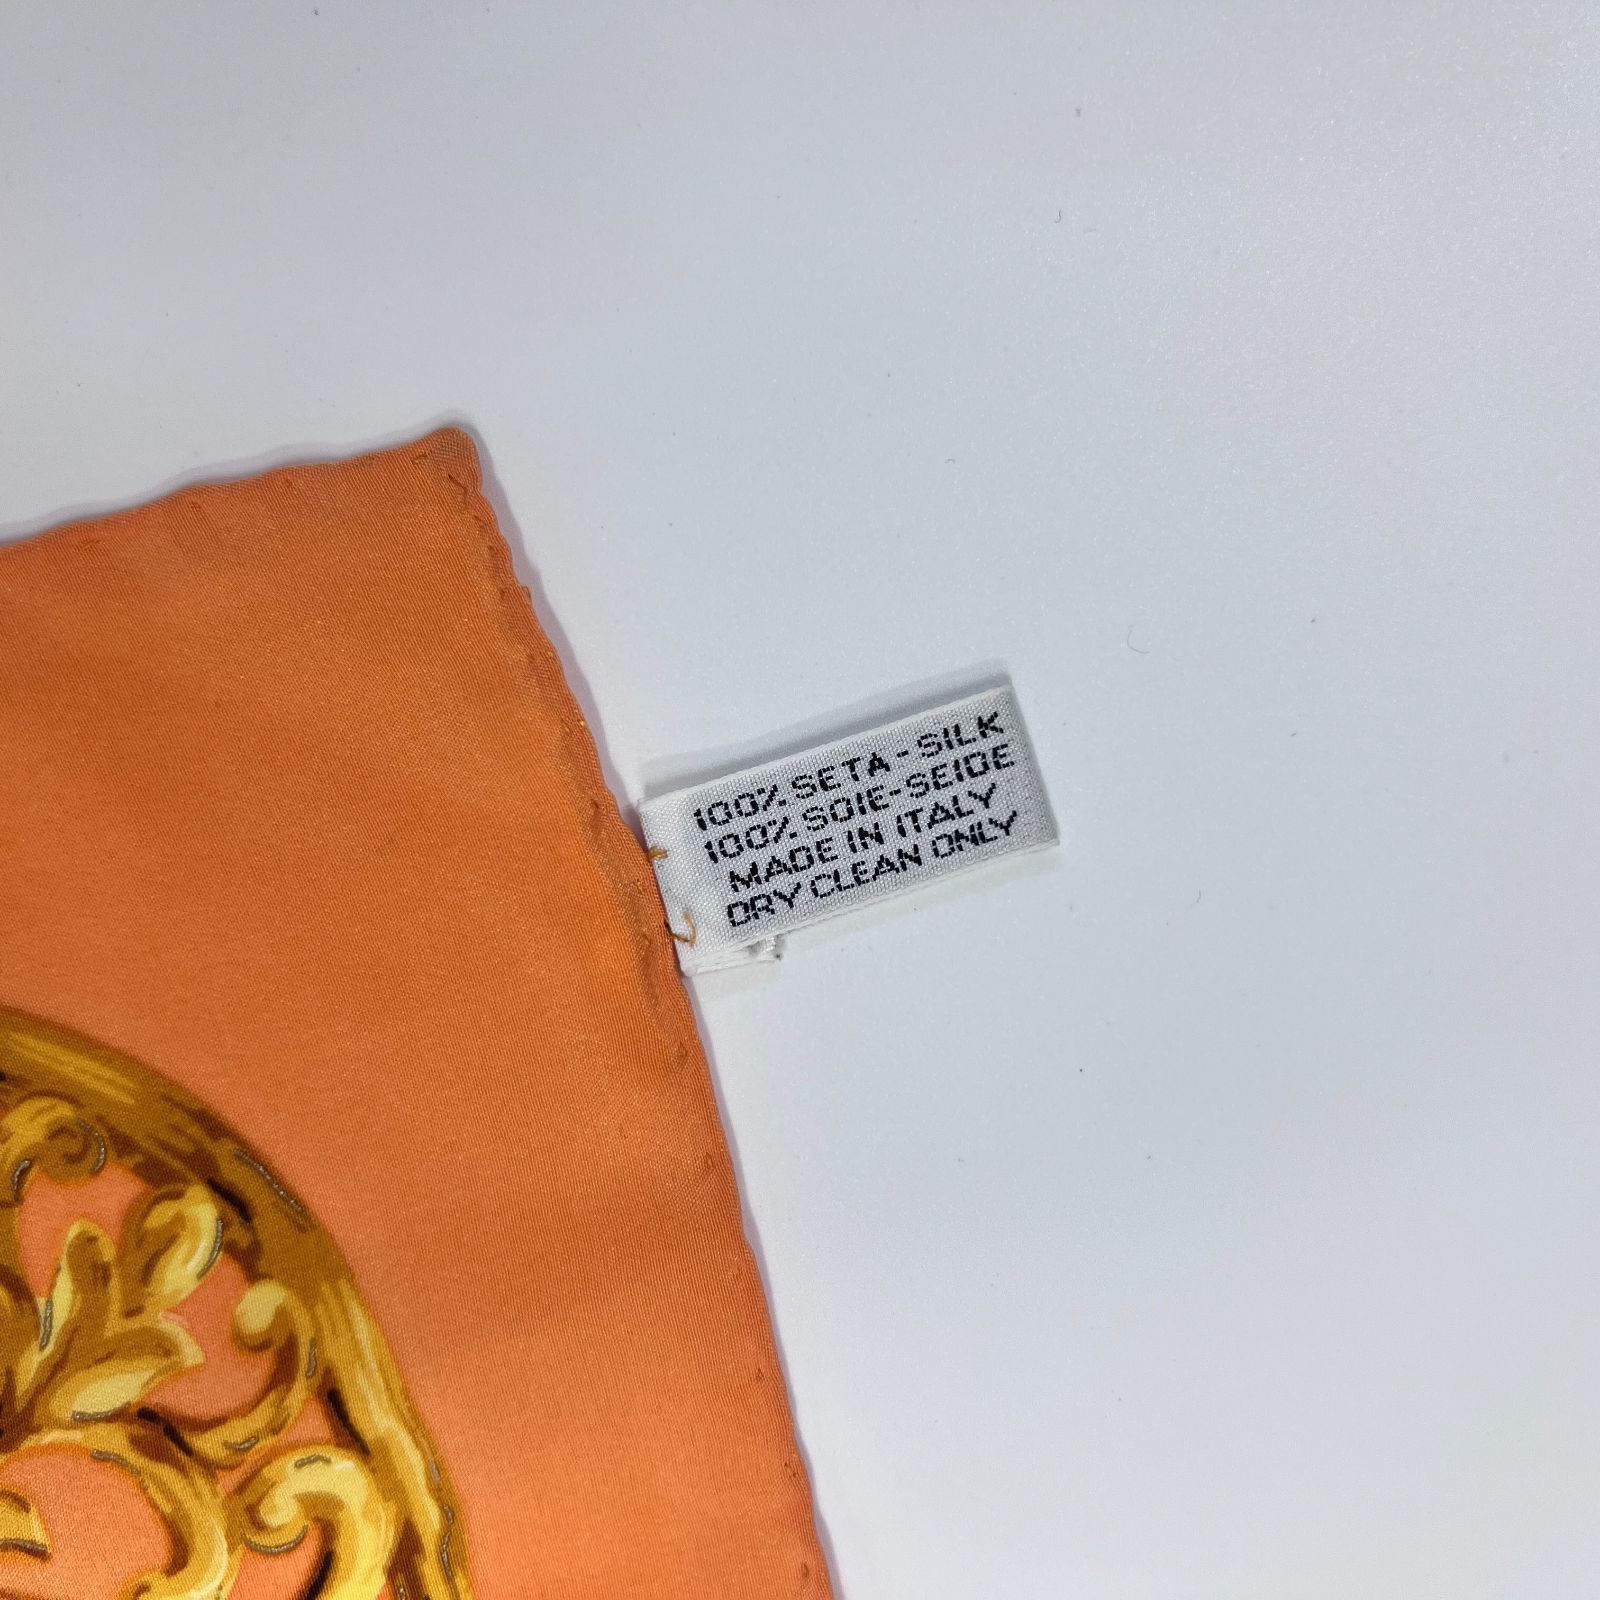 100% SETA - SILK
100% SOIE - SEIDE
MADE IN ITALY
DRY CLEAN ONLY